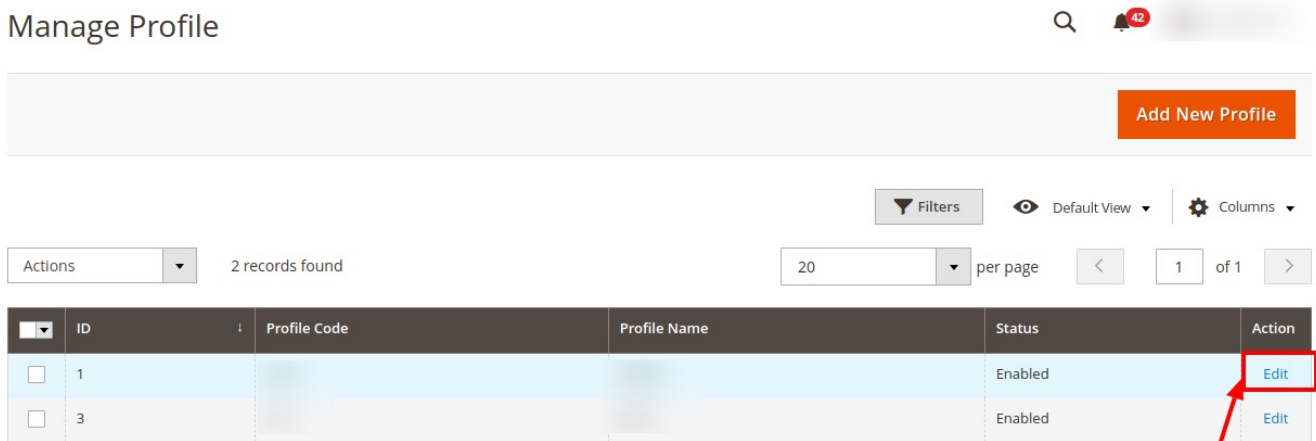 Manage Profile
42
Add New Profile
Filters
Default View
Columns
Actions
2 records found
20
per page
1
of 1
ID ↓ Profile Code Profile Name Status Action
1 Enabled Edit
3 Enabled Edit